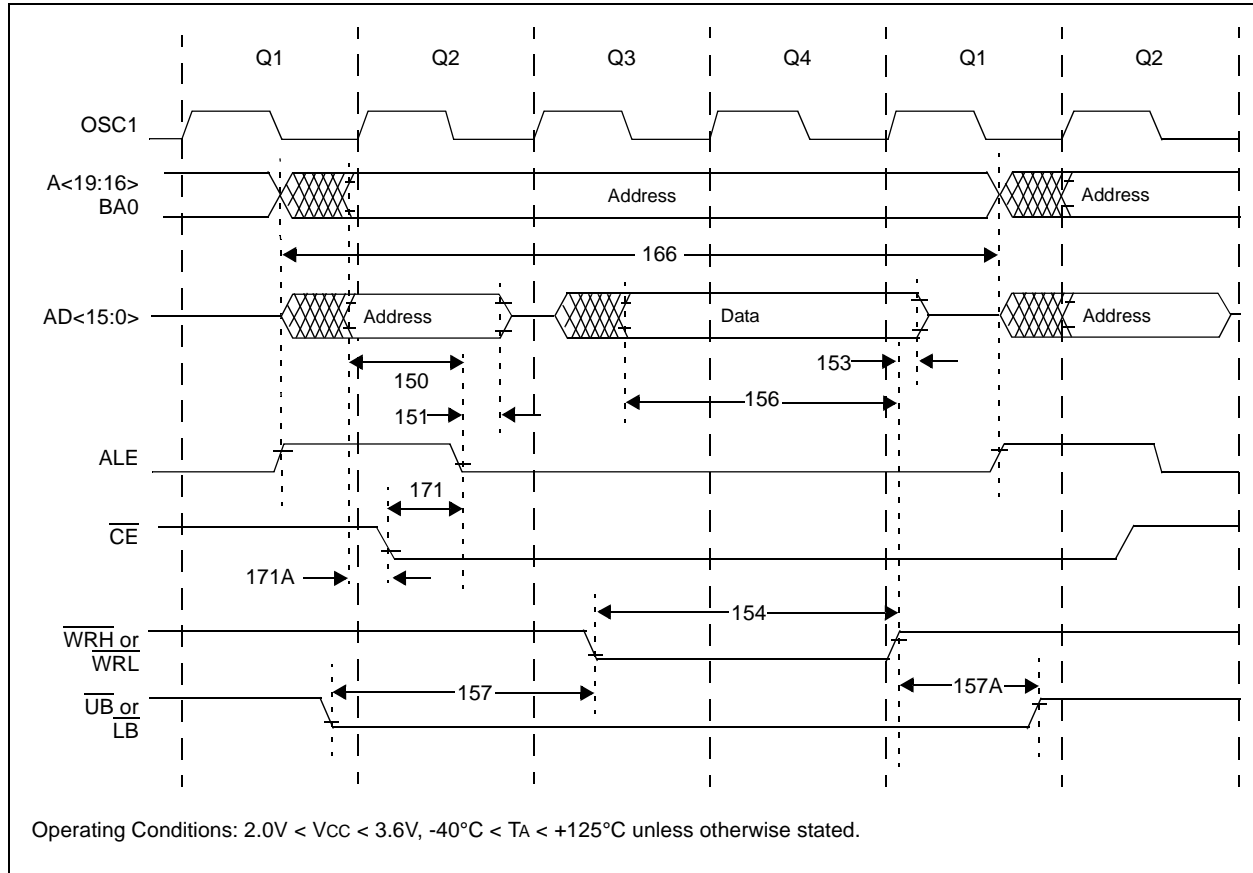 Q1 Q2 Q3 Q4 Q1 Q2
OSC1
A<19:16>
BA0
Address
Address
166
AD<15:0>
Address
Data
Address
150
153
151
156
ALE
171
CE
171A
154
WRH or
WRL
157
157A
UB or
LB
Operating Conditions: 2.0V < VCC < 3.6V, -40°C < TA < +125°C unless otherwise stated.